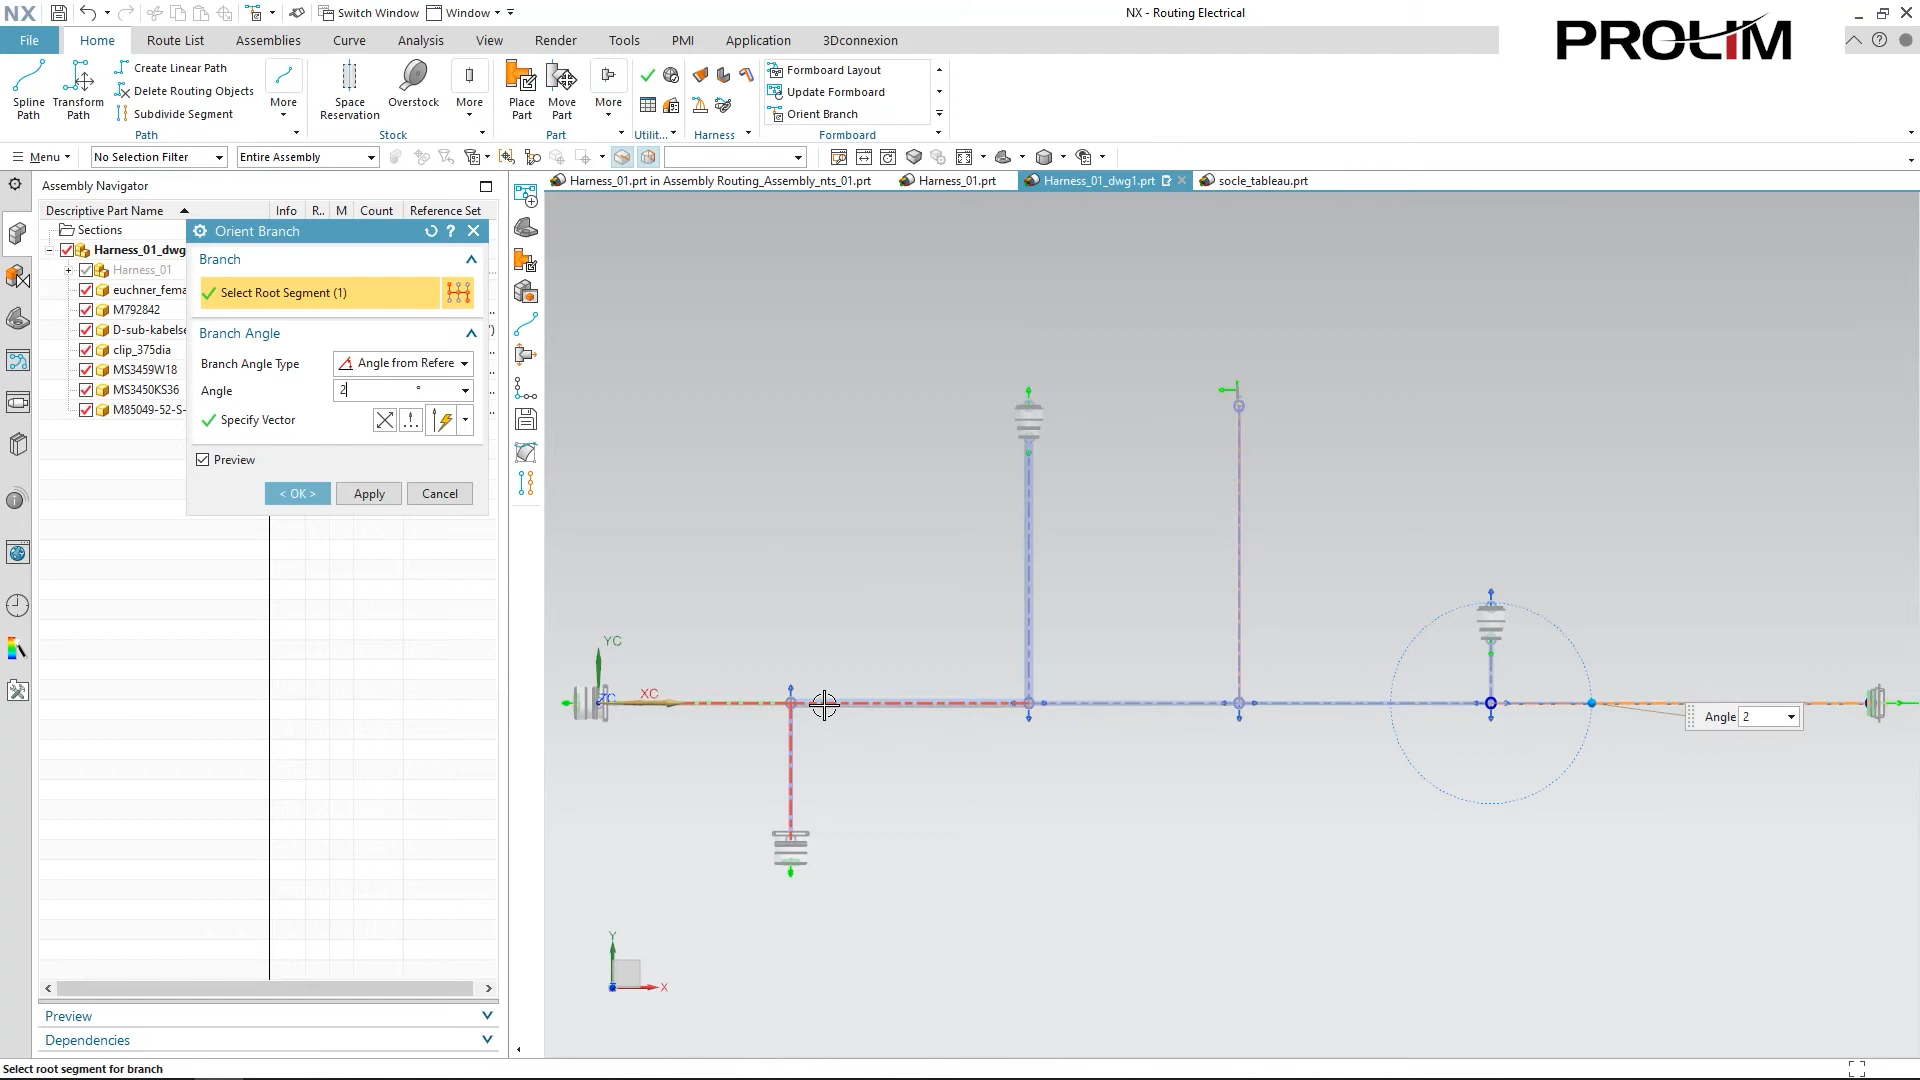 NX
Switch Window
Window
NX - Routing Electrical
File
Home
Route List
Assemblies
Curve
Analysis
View
Render
Tools
PMI
Application
3Dconnexion
PROLIM
Spline Path
Transform Path
Create Linear Path
Delete Routing Objects
Subdivide Segment
More
Path
Space Reservation
Overstock
More
Stock
Place Part
Move Part
More
Part
Utilit...
Harness
Formboard Layout
Update Formboard
Orient Branch
Formboard
Menu
No Selection Filter
Entire Assembly
Assembly Navigator
Harness_01.prt in Assembly Routing_Assembly_nts_01.prt
Harness_01.prt
Harness_01_dwg1.prt
socle_tableau.prt
Descriptive Part Name
Info
R..
M
Count
Reference Set
Sections
Harness_01_dwg
Harness_01
euchner_fema
M792842
D-sub-kabelse
clip_375dia
MS3459W18
MS3450KS36
M85049-52-S-
Orient Branch
Branch
Select Root Segment (1)
Branch Angle
Branch Angle Type
Angle from Refere
Angle
2
°
Specify Vector
Preview
< OK >
Apply
Cancel
YC
ZC
XC
Angle 2
Y
X
Preview
Dependencies
Select root segment for branch